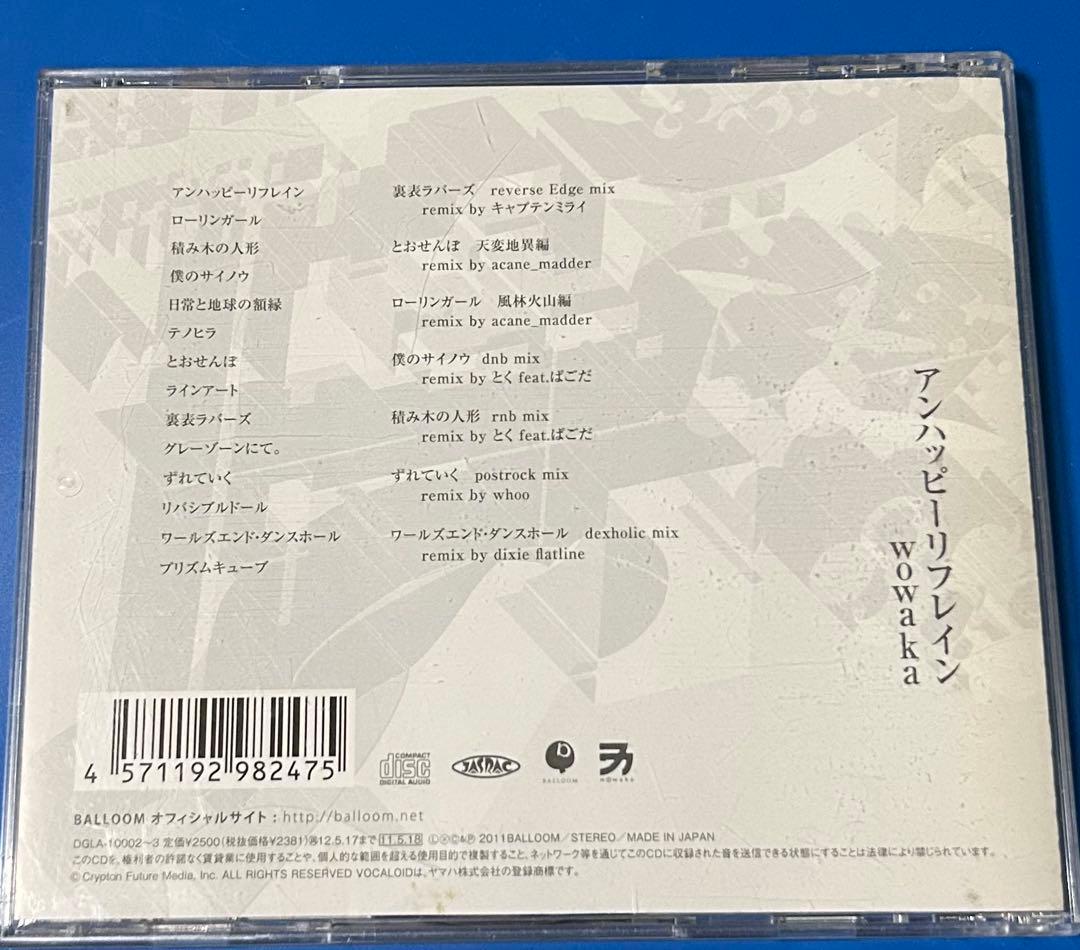 アンハッピーリフレイン
ローリンガール
積み木の人形
僕のサイノウ
日常と地球の額縁
テノヒラ
とおせんぼ
ラインアート
裏表ラバーズ
グレーゾーンにて。
ずれていく
リバシブルドール
ワールズエンド・ダンスホール
プリズムキューブ
裏表ラバーズ reverse Edge mix
remix by キャプテンミライ
とおせんぼ 天変地異編
remix by acane_madder
ローリンガール 風林火山編
remix by acane_madder
僕のサイノウ dnb mix
remix by とく feat.ぱごだ
積み木の人形 rnb mix
remix by とく feat.ぱごだ
ずれていく postrock mix
remix by whoo
ワールズエンド・ダンスホール dexholic mix
remix by dixie flatline
アンハッピーリフレイン
wowaka
4 571192 982475
COMPACT
disc
DIGITAL AUDIO
JASRAC
BALLOOM
wowaka
BALLOOM オフィシャルサイト : http://balloom.net
DGLA-10002~3 定価¥2500(税抜価格¥2381)再12.5.17まで 11.5.18 Ⓛ Ⓧ Ⓒ&Ⓟ 2011BALLOOM/STEREO/MADE IN JAPAN
このCDを、権利者の許諾なく賃貸業に使用することや、個人的な範囲を超える使用目的で複製すること、ネットワーク等を通じてこのCDに収録された音を送信できる状態にすることは法律により禁じられています。
© Crypton Future Media, Inc. ALL RIGHTS RESERVED VOCALOIDは、ヤマハ株式会社の登録商標です。